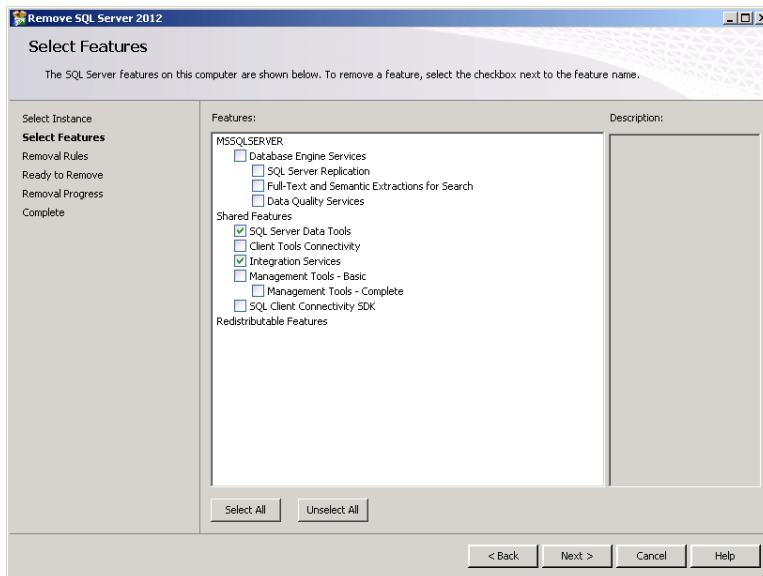 Remove SQL Server 2012
Select Features
The SQL Server features on this computer are shown below. To remove a feature, select the checkbox next to the feature name.
Select Instance
Select Features
Removal Rules
Ready to Remove
Removal Progress
Complete
Features:
MSSQLSERVER
Database Engine Services
SQL Server Replication
Full-Text and Semantic Extractions for Search
Data Quality Services
Shared Features
SQL Server Data Tools
Client Tools Connectivity
Integration Services
Management Tools - Basic
Management Tools - Complete
SQL Client Connectivity SDK
Redistributable Features
Description:
Select All
Unselect All
< Back
Next >
Cancel
Help